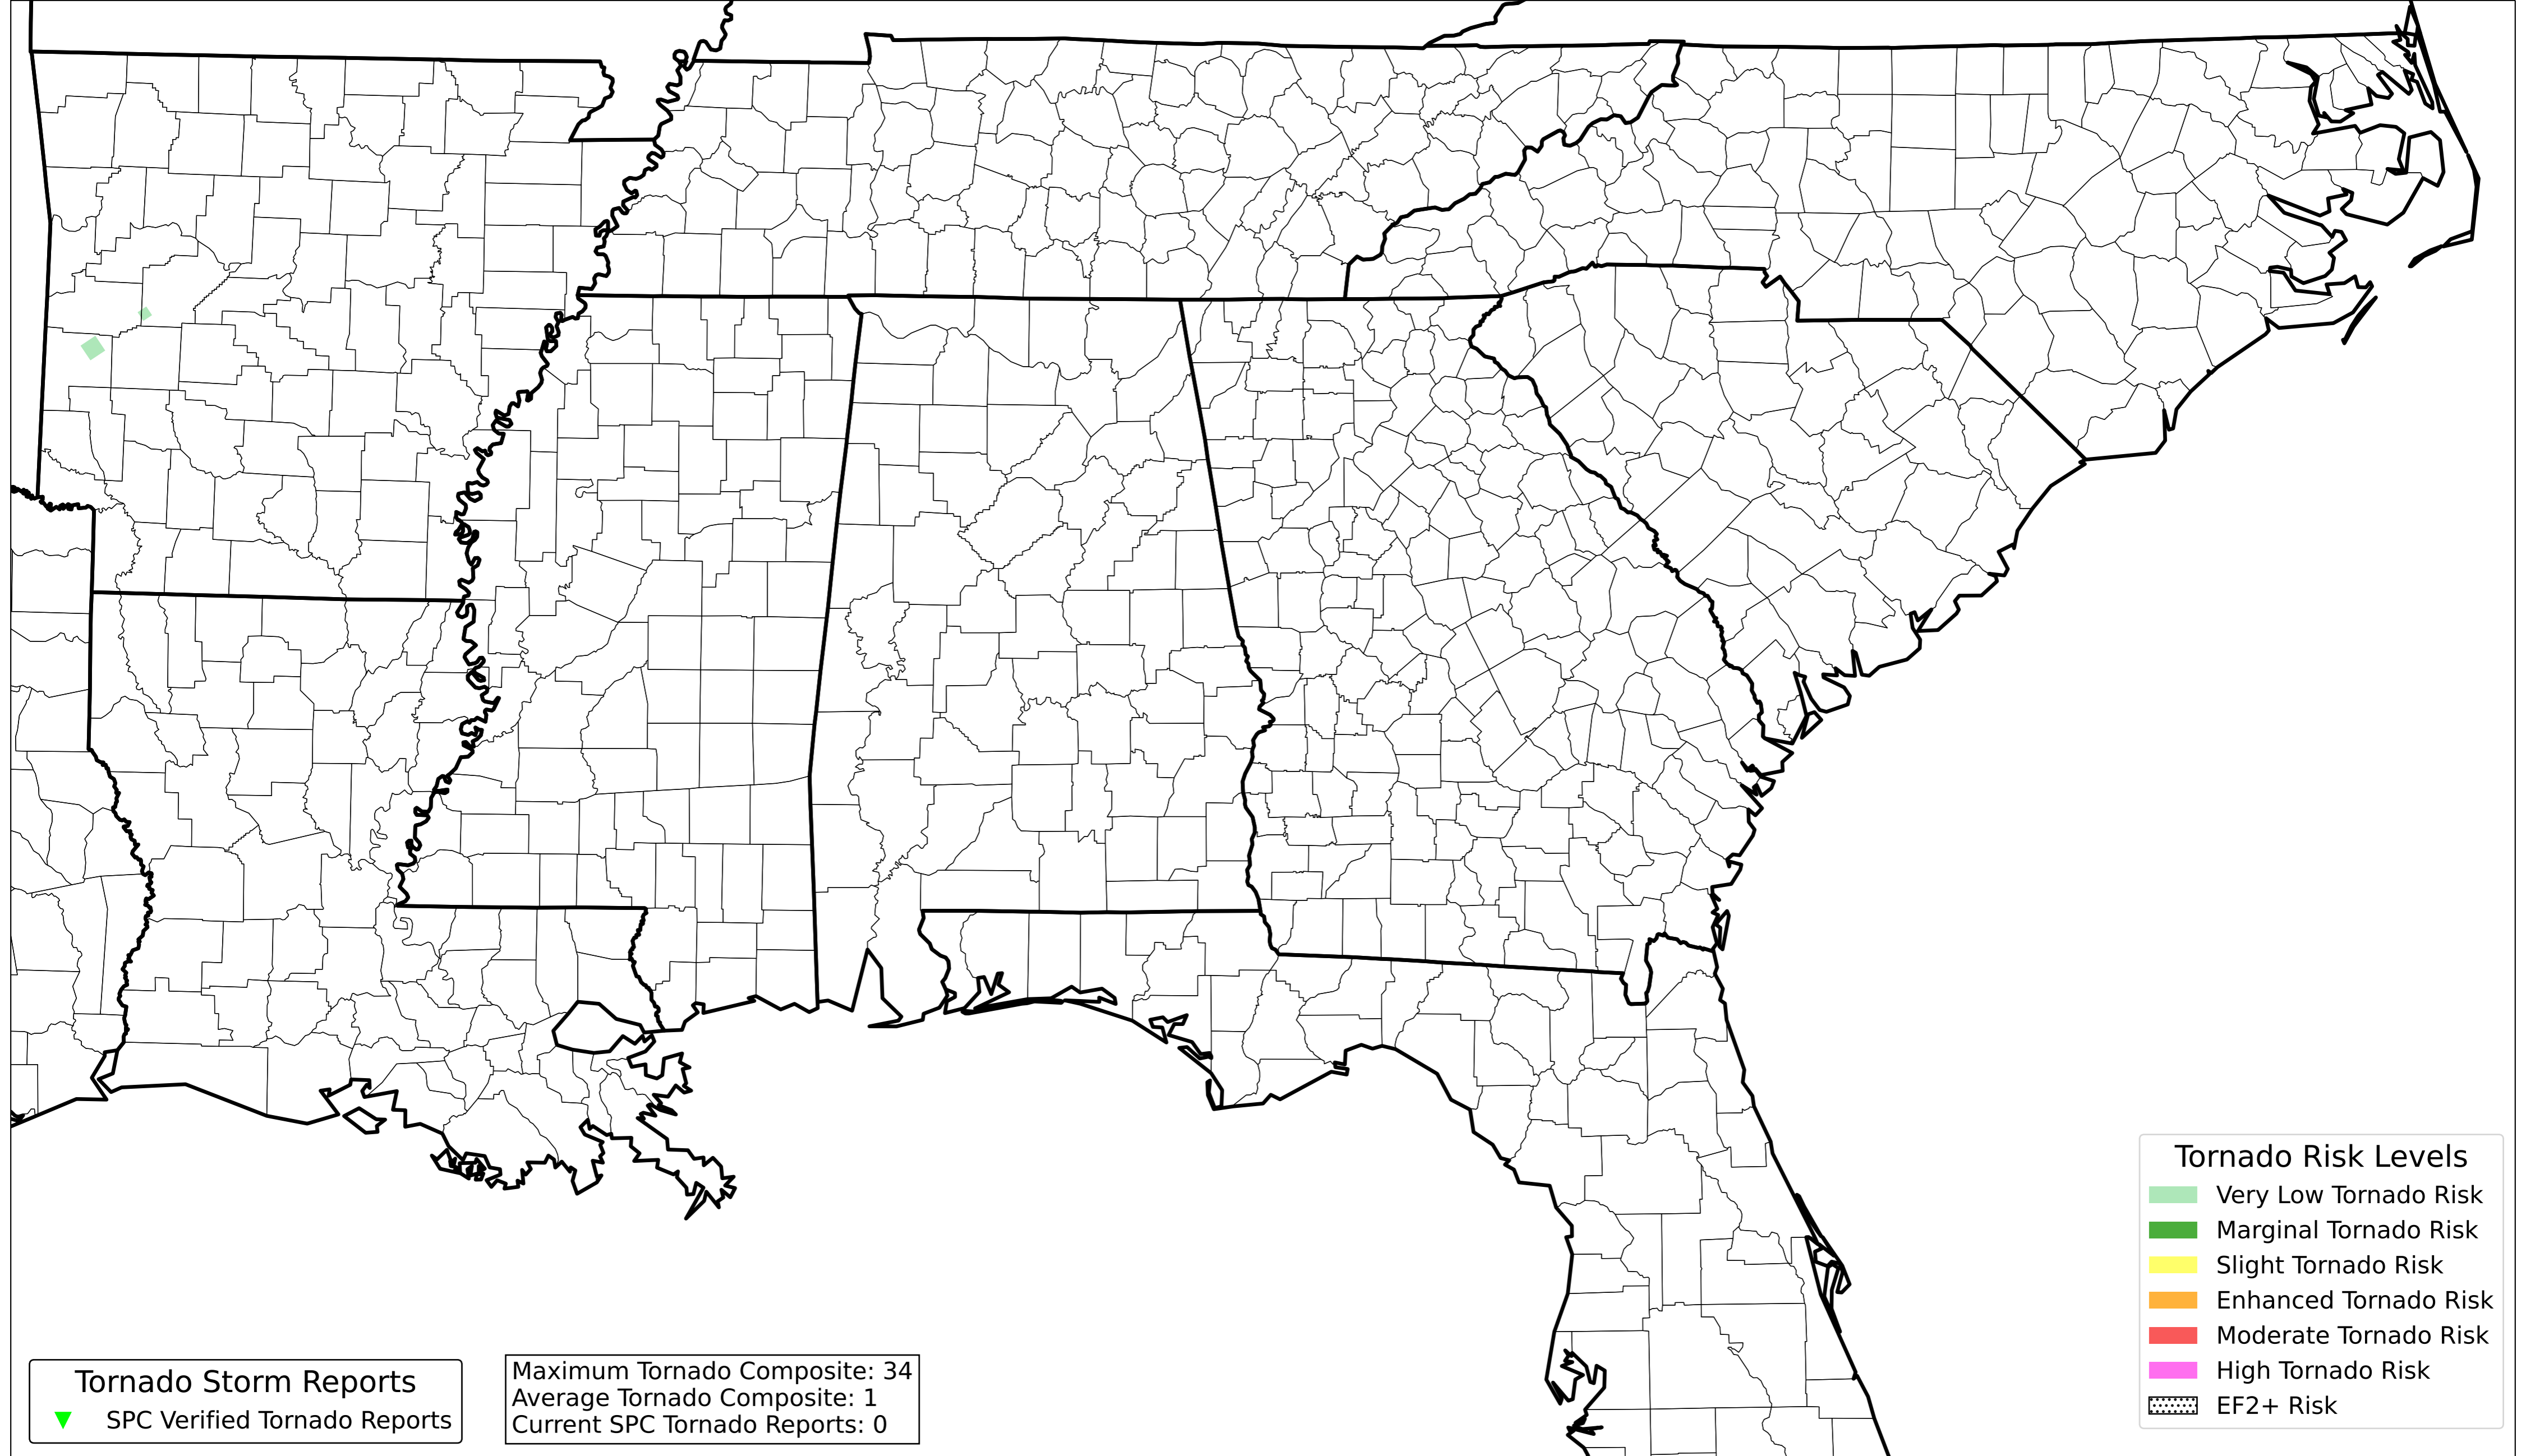 Tornado Storm Reports
SPC Verified Tornado Reports
Maximum Tornado Composite: 34
Average Tornado Composite: 1
Current SPC Tornado Reports: 0
Tornado Risk Levels
Very Low Tornado Risk
Marginal Tornado Risk
Slight Tornado Risk
Enhanced Tornado Risk
Moderate Tornado Risk
High Tornado Risk
EF2+ Risk